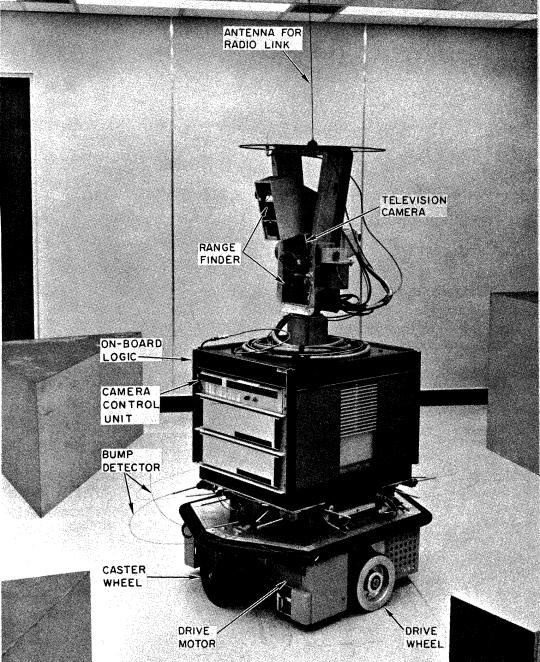 ANTENNA FOR
RADIO LINK
TELEVISION
CAMERA
RANGE
FINDER
ON-BOARD
LOGIC
CAMERA
CONTROL
UNIT
BUMP
DETECTOR
CASTER
WHEEL
DRIVE
MOTOR
DRIVE
WHEEL